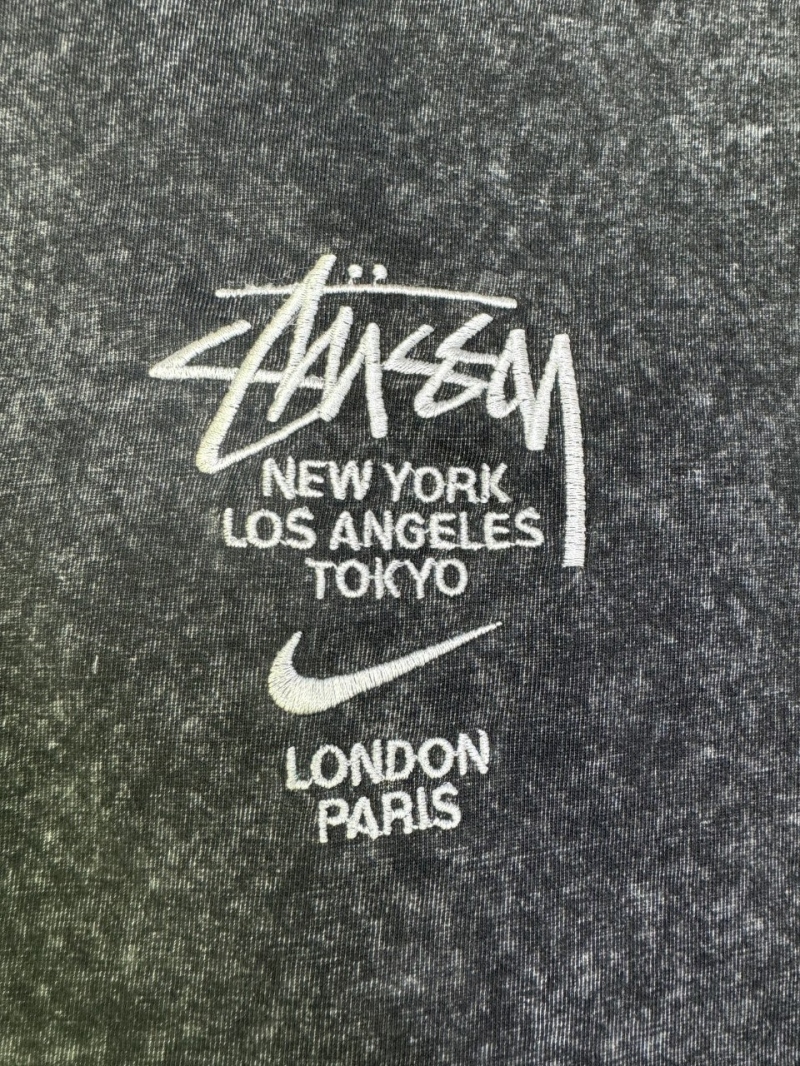 Stüssy
NEW YORK
LOS ANGELES
TOKYO
LONDON
PARIS